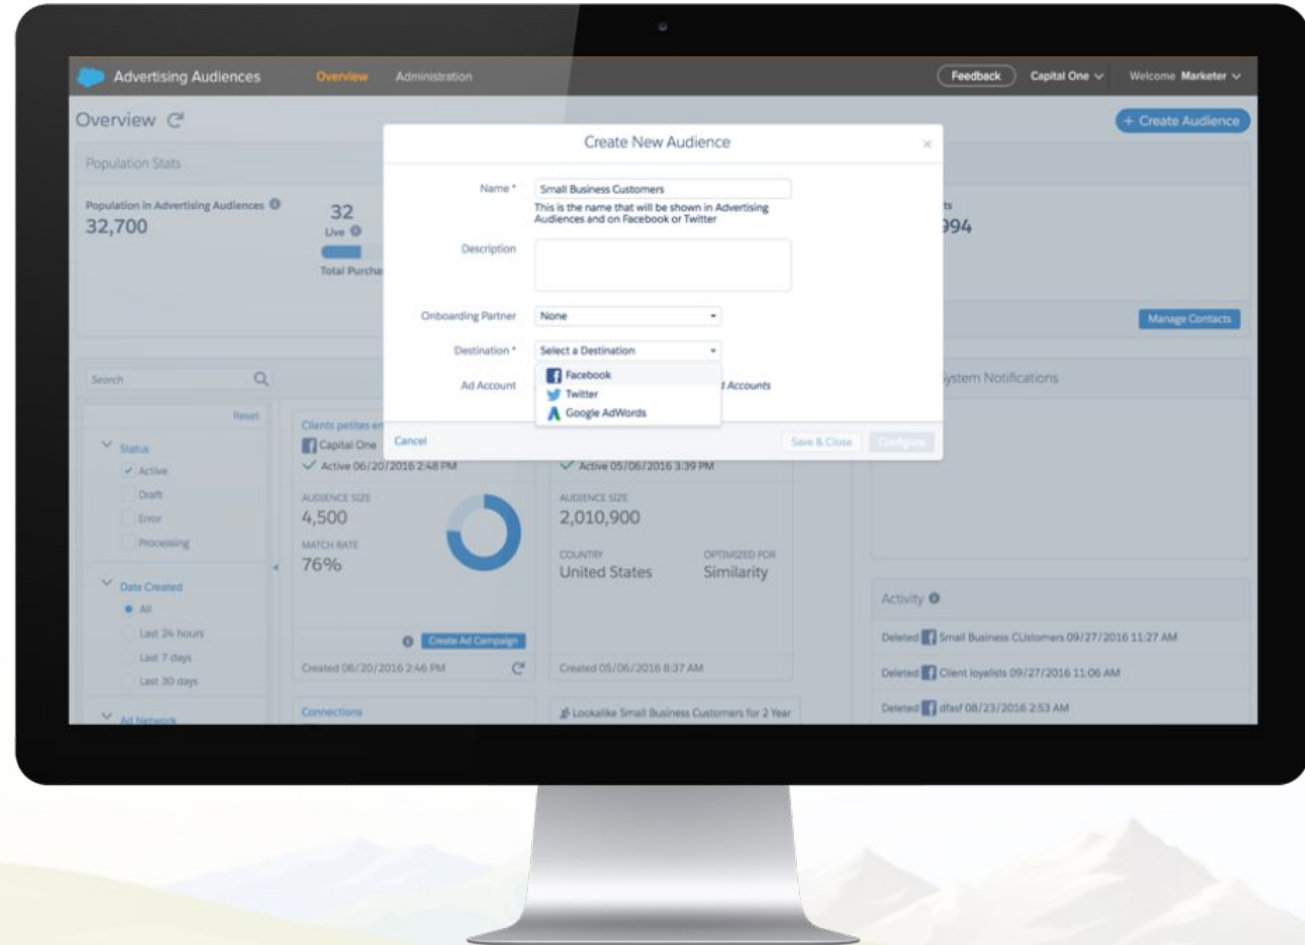 Advertising Audiences
Overview
Administration
Feedback
Capital One
Welcome Marketer
Overview
+ Create Audience
Population Stats
Population in Advertising Audiences
32,700
32
Live
Total Purcha
ts
994
Manage Contacts
Create New Audience
×
Name *
Small Business Customers
This is the name that will be shown in Advertising
Audiences and on Facebook or Twitter
Description
Onboarding Partner
None
Destination *
Select a Destination
Facebook
Twitter
Google AdWords
Ad Account
d Accounts
Cancel
Save & Close
Configure
Search
Reset
Status
Active
Draft
Error
Processing
Date Created
All
Last 24 hours
Last 7 days
Last 30 days
Ad Network
Clients petites en
Capital One
Active 06/20/2016 2:48 PM
AUDIENCE SIZE
4,500
MATCH RATE
76%
Create Ad Campaign
Created 06/20/2016 2:46 PM
Connections
Active 05/06/2016 3:39 PM
AUDIENCE SIZE
2,010,900
COUNTRY
United States
OPTIMIZED FOR
Similarity
Created 05/06/2016 8:37 AM
Lookalike Small Business Customers for 2 Year
System Notifications
Activity
Deleted Small Business CUstomers 09/27/2016 11:27 AM
Deleted Client loyalists 09/27/2016 11:06 AM
Deleted dfasf 08/23/2016 2:53 AM